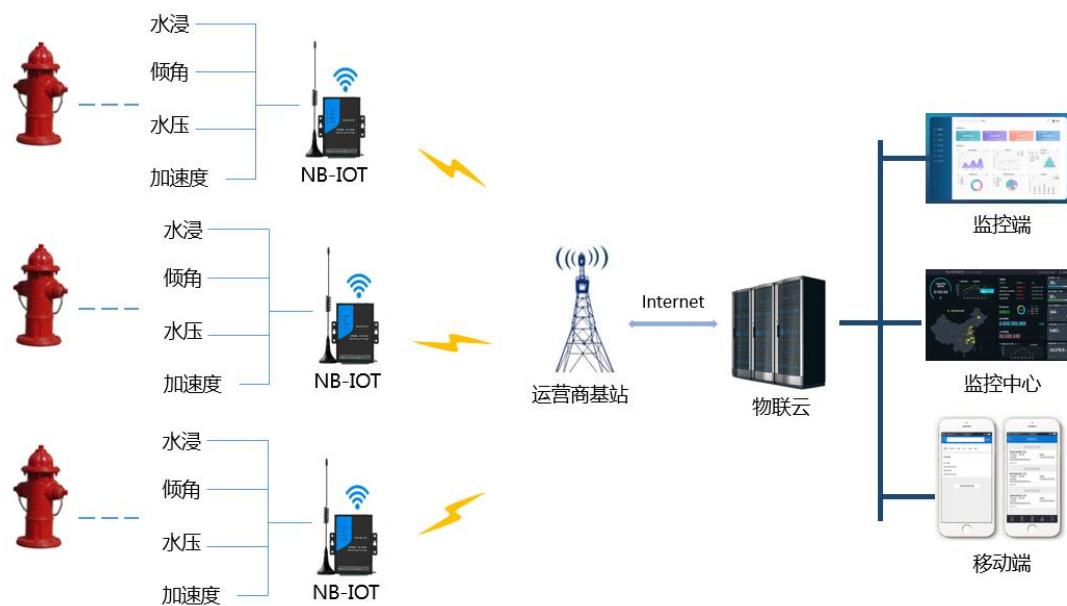 水浸
倾角
水压
加速度
NB-IOT
水浸
倾角
水压
加速度
NB-IOT
水浸
倾角
水压
加速度
NB-IOT
运营商基站
Internet
物联云
监控端
监控中心
移动端